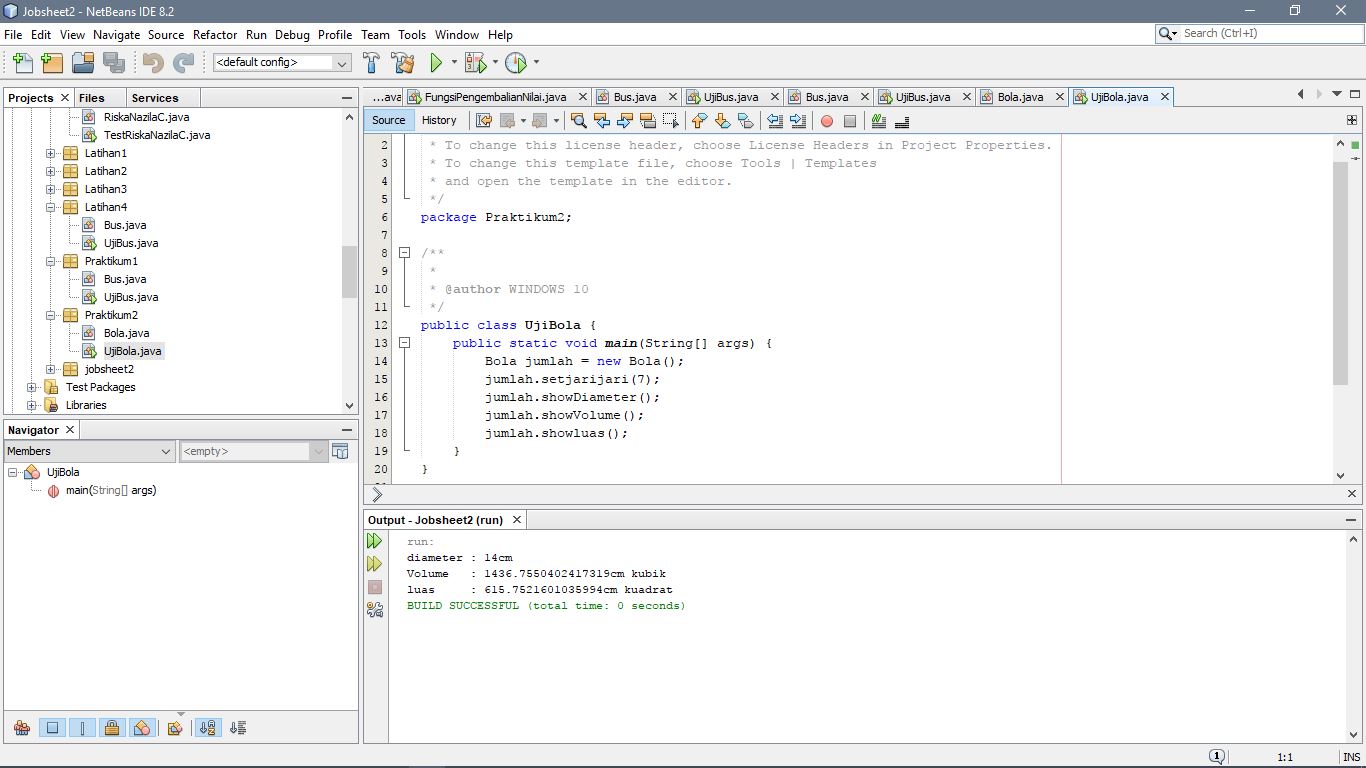 Jobsheet2 - NetBeans IDE 8.2
File Edit View Navigate Source Refactor Run Debug Profile Team Tools Window Help
Search (Ctrl+I)
<default config>
Projects Files Services
RiskaNazilaC.java
TestRiskaNazilaC.java
Latihan1
Latihan2
Latihan3
Latihan4
Bus.java
UjiBus.java
Praktikum1
Bus.java
UjiBus.java
Praktikum2
Bola.java
UjiBola.java
jobsheet2
Test Packages
Libraries
Navigator
Members <empty>
UjiBola
main(String[] args)
...ava FungsiPengembalianNilai.java Bus.java UjiBus.java Bus.java UjiBus.java Bola.java UjiBola.java
Source History
2 * To change this license header, choose License Headers in Project Properties.
3 * To change this template file, choose Tools | Templates
4 * and open the template in the editor.
5 */
6 package Praktikum2;
7
8 /**
9 *
10 * @author WINDOWS 10
11 */
12 public class UjiBola {
13 public static void main(String[] args) {
14 Bola jumlah = new Bola();
15 jumlah.setjarijari(7);
16 jumlah.showDiameter();
17 jumlah.showVolume();
18 jumlah.showluas();
19 }
20 }
Output - Jobsheet2 (run)
run:
diameter : 14cm
Volume : 1436.7550402417319cm kubik
luas : 615.7521601035994cm kuadrat
BUILD SUCCESSFUL (total time: 0 seconds)
1 1:1 INS